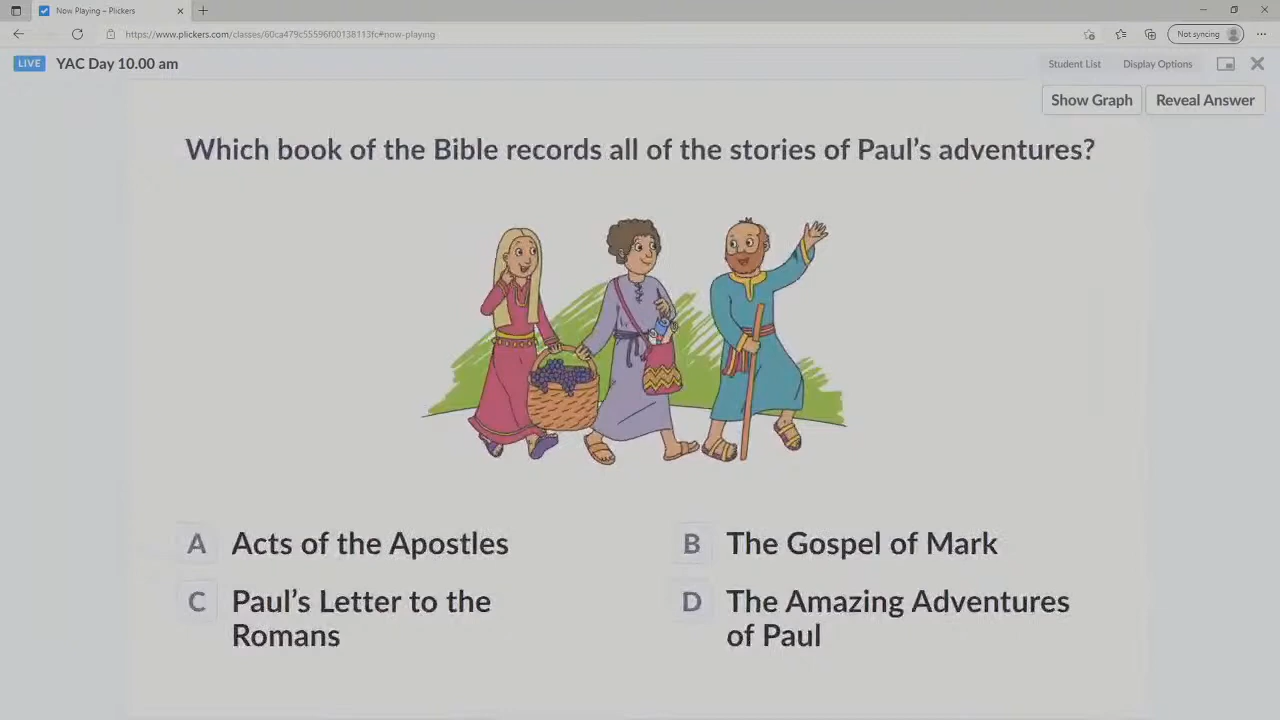 Now Playing – Plickers
https://www.plickers.com/classes/60ca479c55596f00138113fc#now-playing
Not syncing
LIVE
YAC Day 10.00 am
Student List
Display Options
Show Graph
Reveal Answer
Which book of the Bible records all of the stories of Paul's adventures?
A
Acts of the Apostles
B
The Gospel of Mark
C
Paul's Letter to the
Romans
D
The Amazing Adventures
of Paul